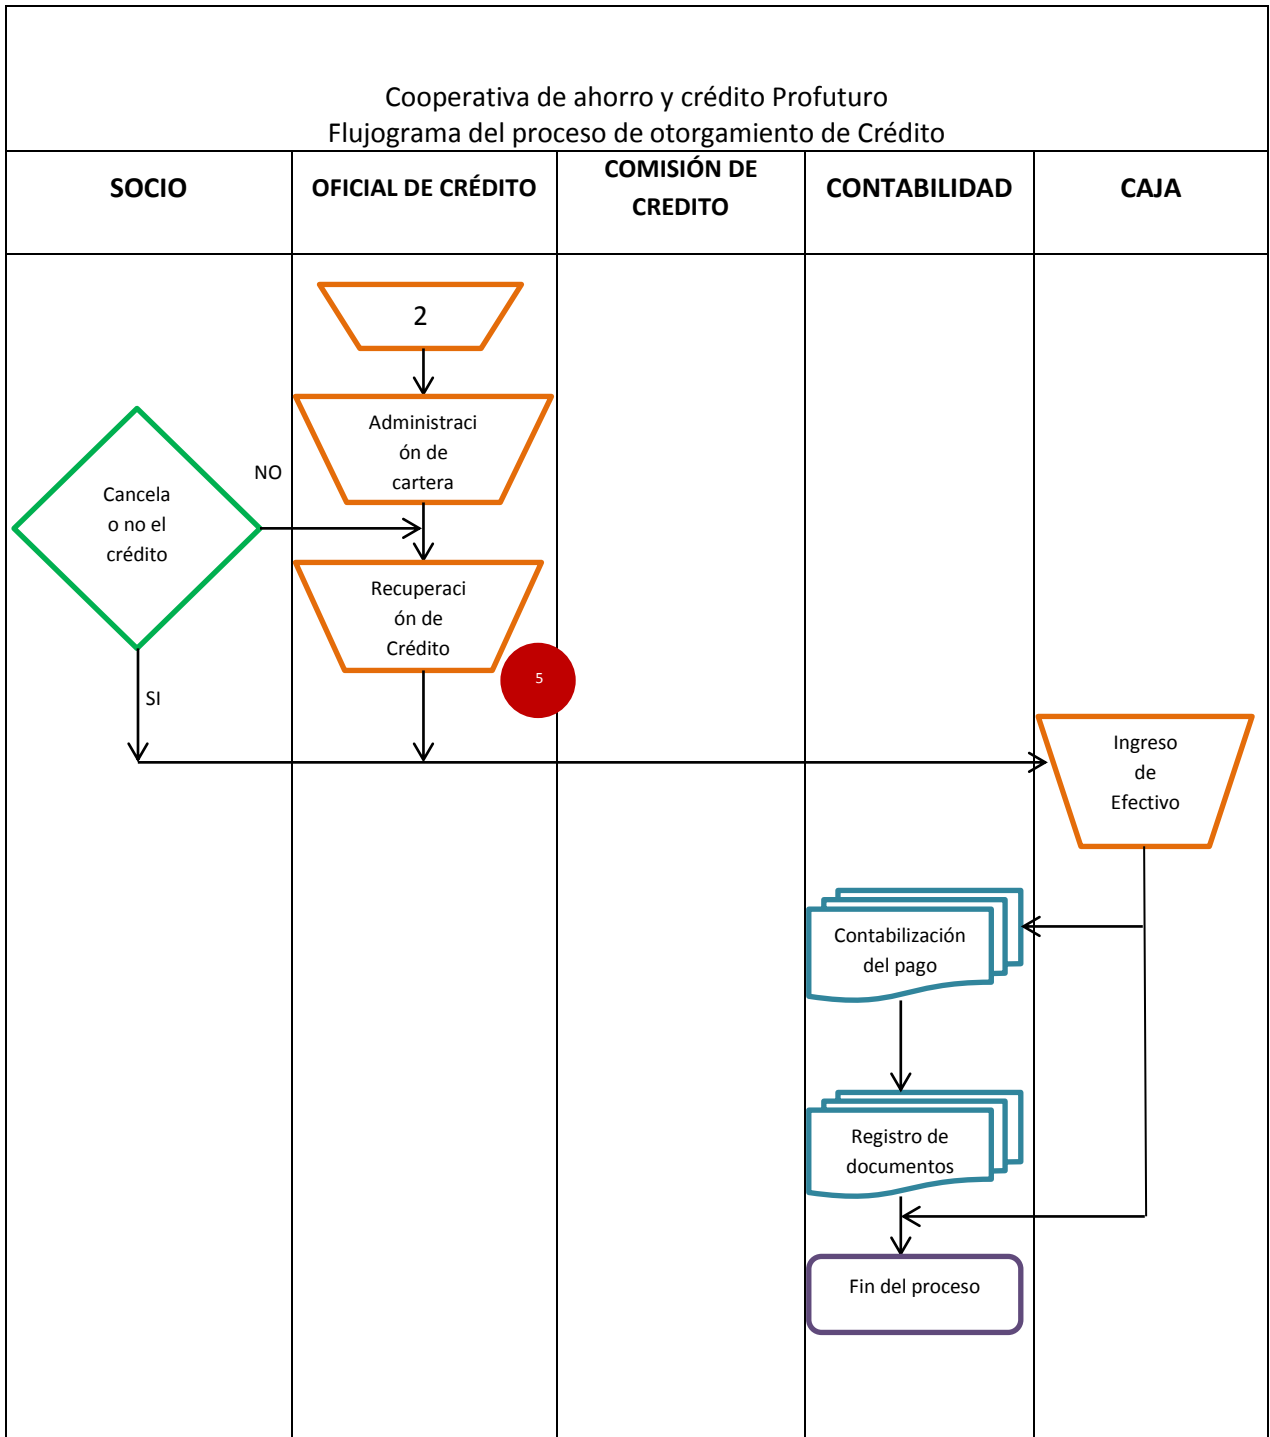 Cooperativa de ahorro y crédito Profuturo
Flujograma del proceso de otorgamiento de Crédito
SOCIO
OFICIAL DE CRÉDITO
COMISIÓN DE
CREDITO
CONTABILIDAD
CAJA
2
Administraci
ón de
cartera
NO
Cancela
o no el
crédito
Recuperaci
ón de
Crédito
5
SI
Ingreso
de
Efectivo
Contabilización
del pago
Registro de
documentos
Fin del proceso